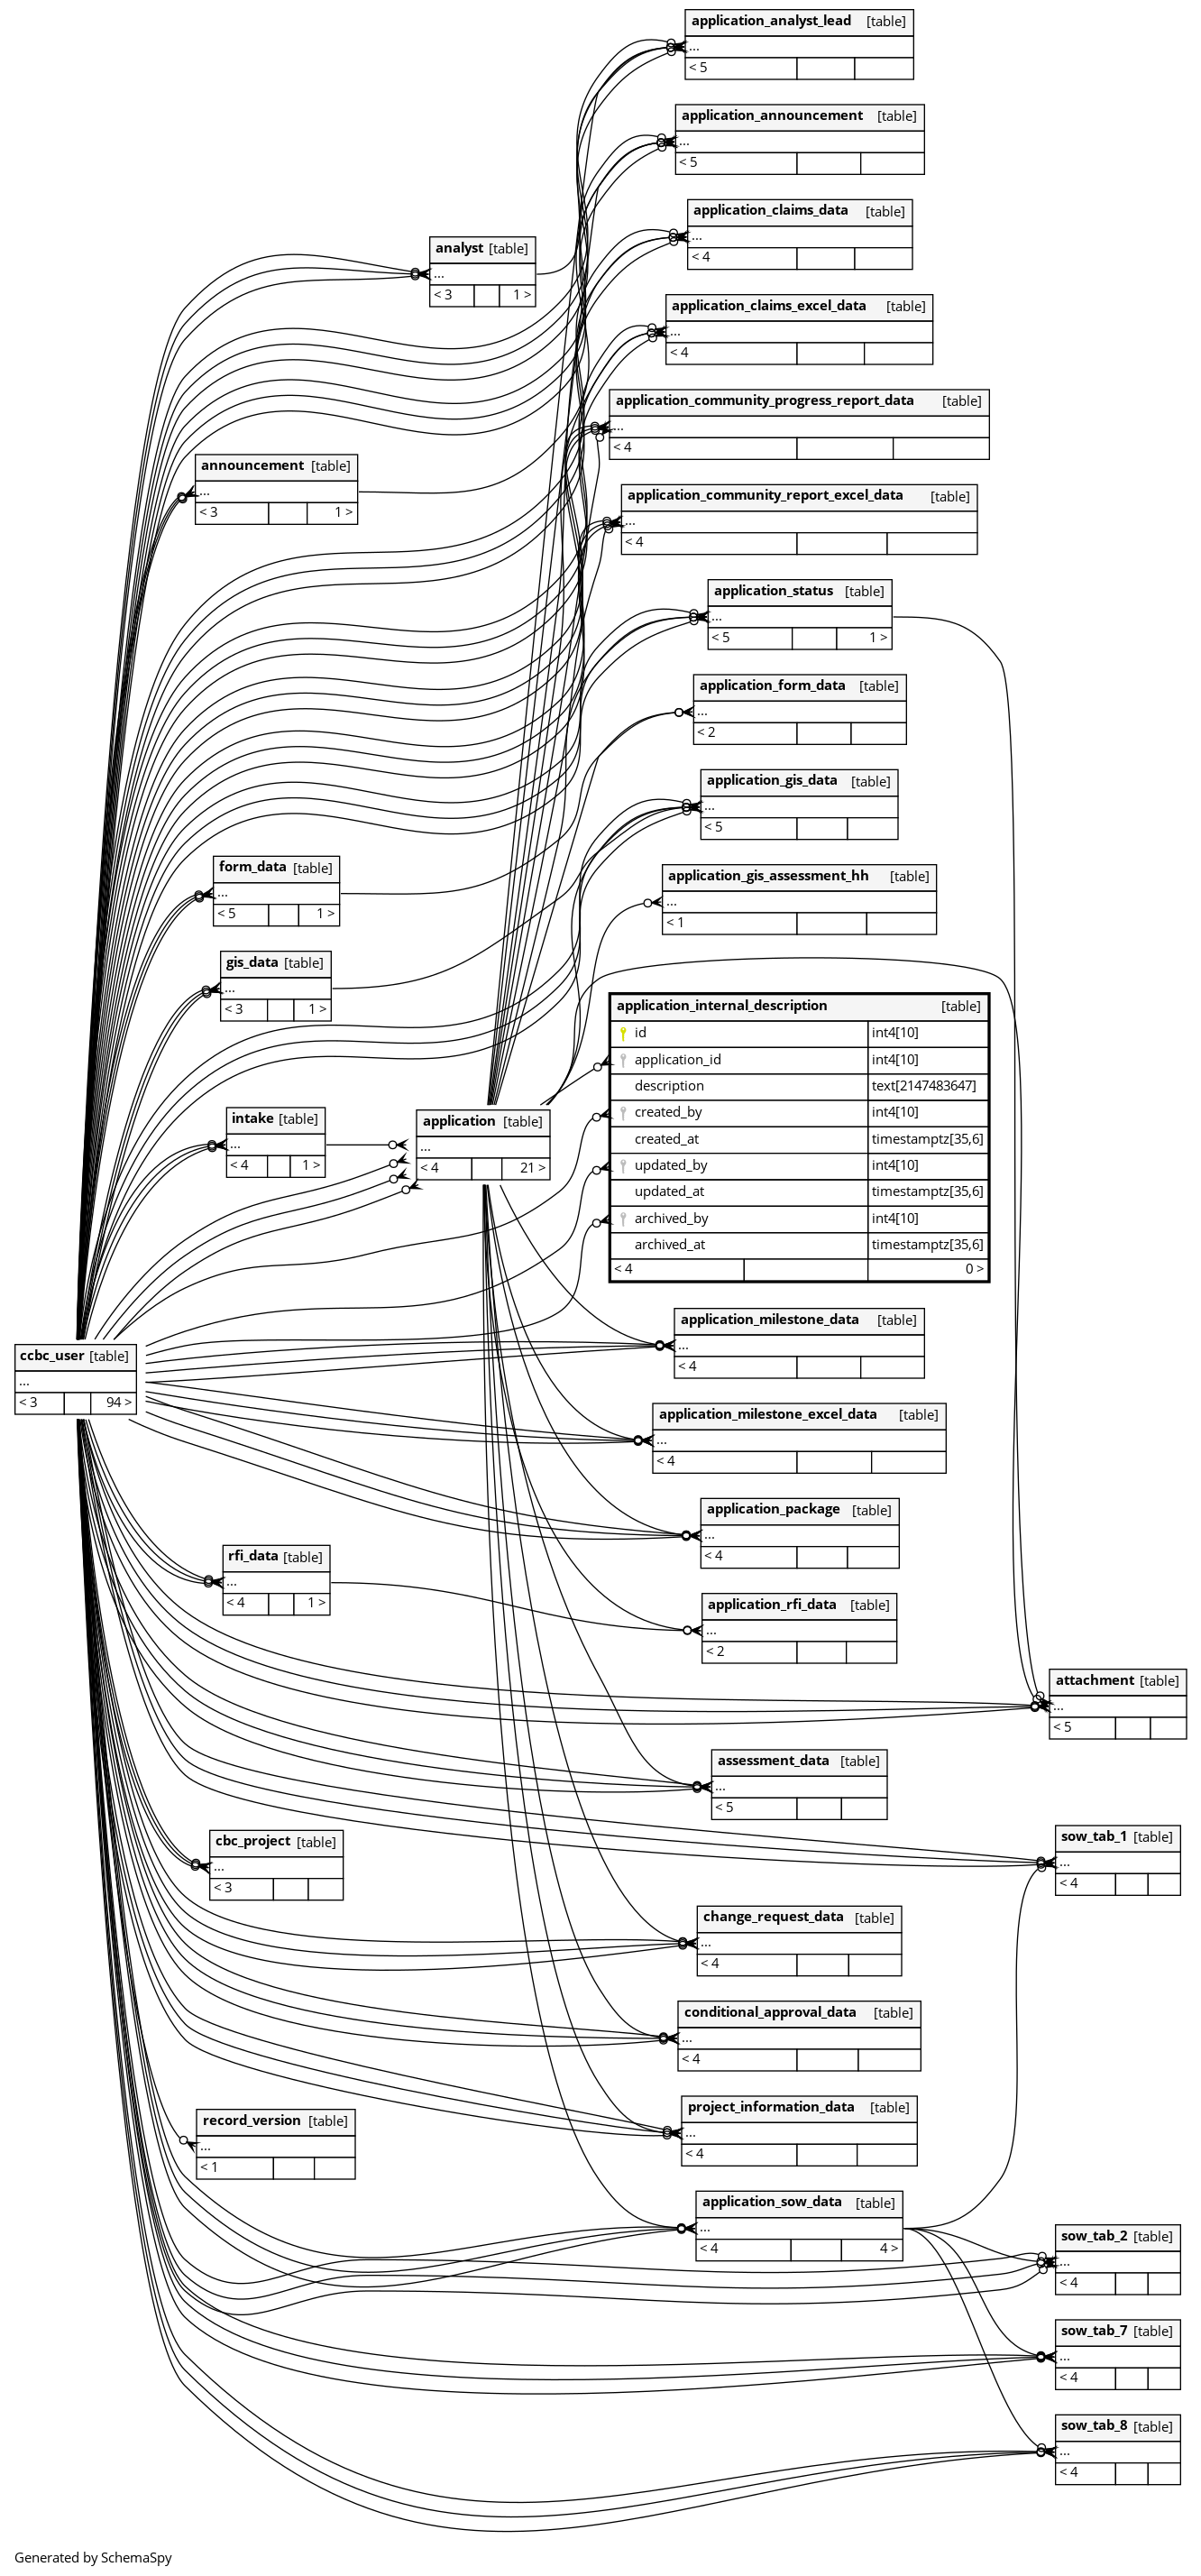 application_analyst_lead [table]
...
< 5
application_announcement [table]
...
< 5
application_claims_data [table]
...
< 4
analyst [table]
...
< 3 1 >
application_claims_excel_data [table]
...
< 4
application_community_progress_report_data [table]
...
< 4
announcement [table]
...
< 3 1 >
application_community_report_excel_data [table]
...
< 4
application_status [table]
...
< 5 1 >
application_form_data [table]
...
< 2
application_gis_data [table]
...
< 5
form_data [table]
...
< 5 1 >
application_gis_assessment_hh [table]
...
< 1
gis_data [table]
...
< 3 1 >
application_internal_description [table]
id int4[10]
application_id int4[10]
description text[2147483647]
created_by int4[10]
created_at timestamptz[35,6]
updated_by int4[10]
updated_at timestamptz[35,6]
archived_by int4[10]
archived_at timestamptz[35,6]
< 4 0 >
intake [table]
...
< 4 1 >
application [table]
...
< 4 21 >
application_milestone_data [table]
...
< 4
ccbc_user [table]
...
< 3 94 >
application_milestone_excel_data [table]
...
< 4
application_package [table]
...
< 4
rfi_data [table]
...
< 4 1 >
application_rfi_data [table]
...
< 2
attachment [table]
...
< 5
assessment_data [table]
...
< 5
cbc_project [table]
...
< 3
sow_tab_1 [table]
...
< 4
change_request_data [table]
...
< 4
conditional_approval_data [table]
...
< 4
project_information_data [table]
...
< 4
record_version [table]
...
< 1
application_sow_data [table]
...
< 4 4 >
sow_tab_2 [table]
...
< 4
sow_tab_7 [table]
...
< 4
sow_tab_8 [table]
...
< 4
Generated by SchemaSpy